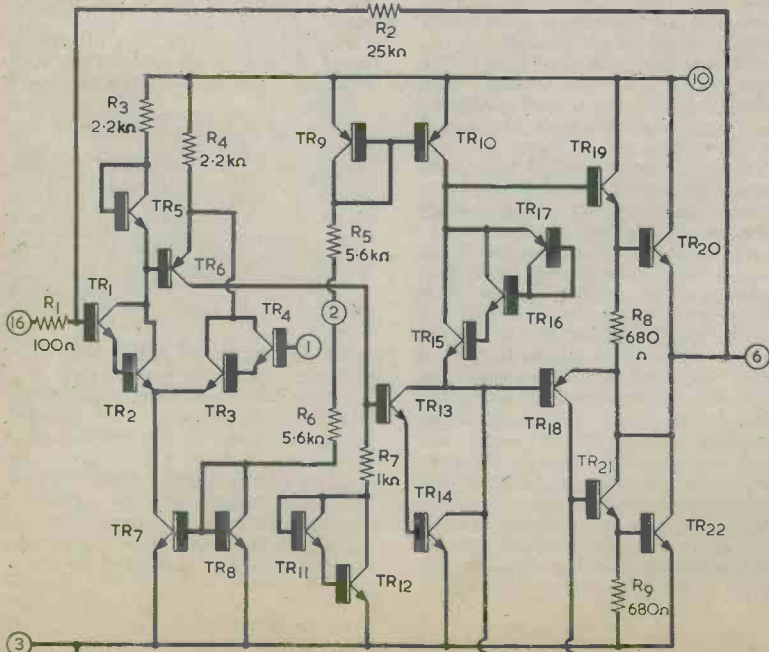 R2
25kΩ
10
R3
2.2kΩ
R4
2.2kΩ
TR9
TR10
TR19
TR5
TR17
TR6
R5
5.6kΩ
TR20
TR1
TR4
2
TR16
R8
680
Ω
16
R1
100Ω
1
TR15
6
TR2
TR3
TR13
TR18
R6
5.6kΩ
R7
1kΩ
TR21
TR14
TR7
TR8
TR11
TR12
TR22
R9
680Ω
3